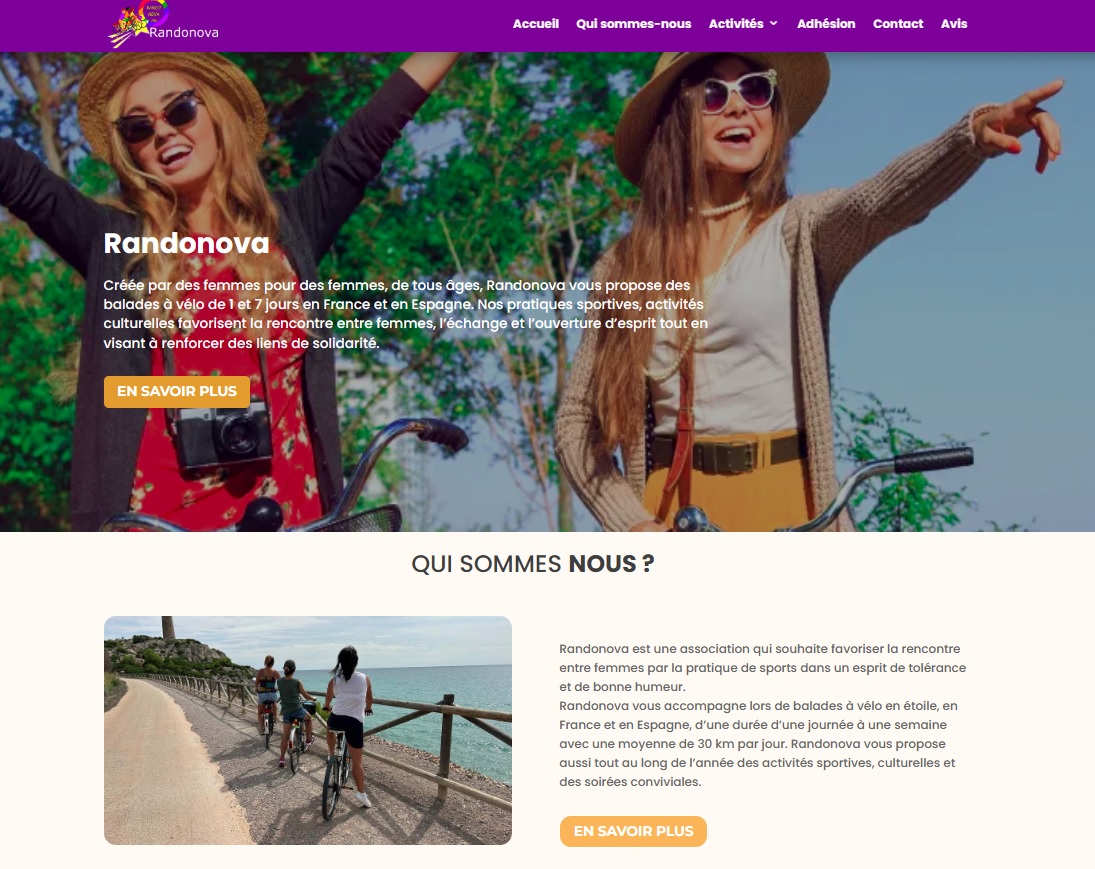 RANDO
NOVA
Randonova
Accueil Qui sommes-nous Activités Adhésion Contact Avis
Randonova
Créée par des femmes pour des femmes, de tous âges, Randonova vous propose des
balades à vélo de 1 et 7 jours en France et en Espagne. Nos pratiques sportives, activités
culturelles favorisent la rencontre entre femmes, l’échange et l’ouverture d’esprit tout en
visant à renforcer des liens de solidarité.
EN SAVOIR PLUS
QUI SOMMES NOUS ?
Randonova est une association qui souhaite favoriser la rencontre
entre femmes par la pratique de sports dans un esprit de tolérance
et de bonne humeur.
Randonova vous accompagne lors de balades à vélo en étoile, en
France et en Espagne, d’une durée d’une journée à une semaine
avec une moyenne de 30 km par jour. Randonova vous propose
aussi tout au long de l’année des activités sportives, culturelles et
des soirées conviviales.
EN SAVOIR PLUS